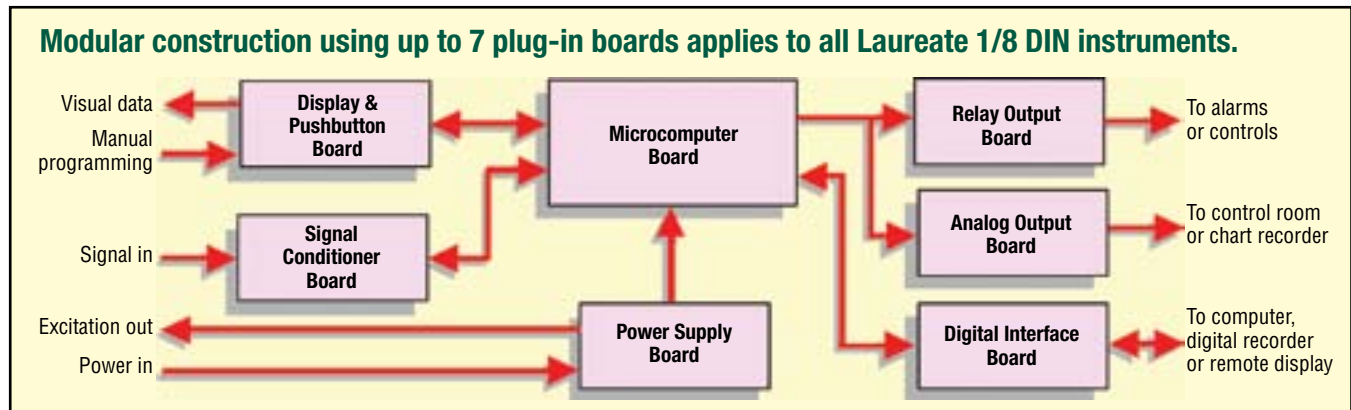 Modular construction using up to 7 plug-in boards applies to all Laureate 1/8 DIN instruments.
Visual data
Manual
programming
Display &
Pushbutton
Board
Microcomputer
Board
Relay Output
Board
To alarms
or controls
Signal in
Signal
Conditioner
Board
Analog Output
Board
To control room
or chart recorder
Excitation out
Power in
Power Supply
Board
Digital Interface
Board
To computer,
digital recorder
or remote display